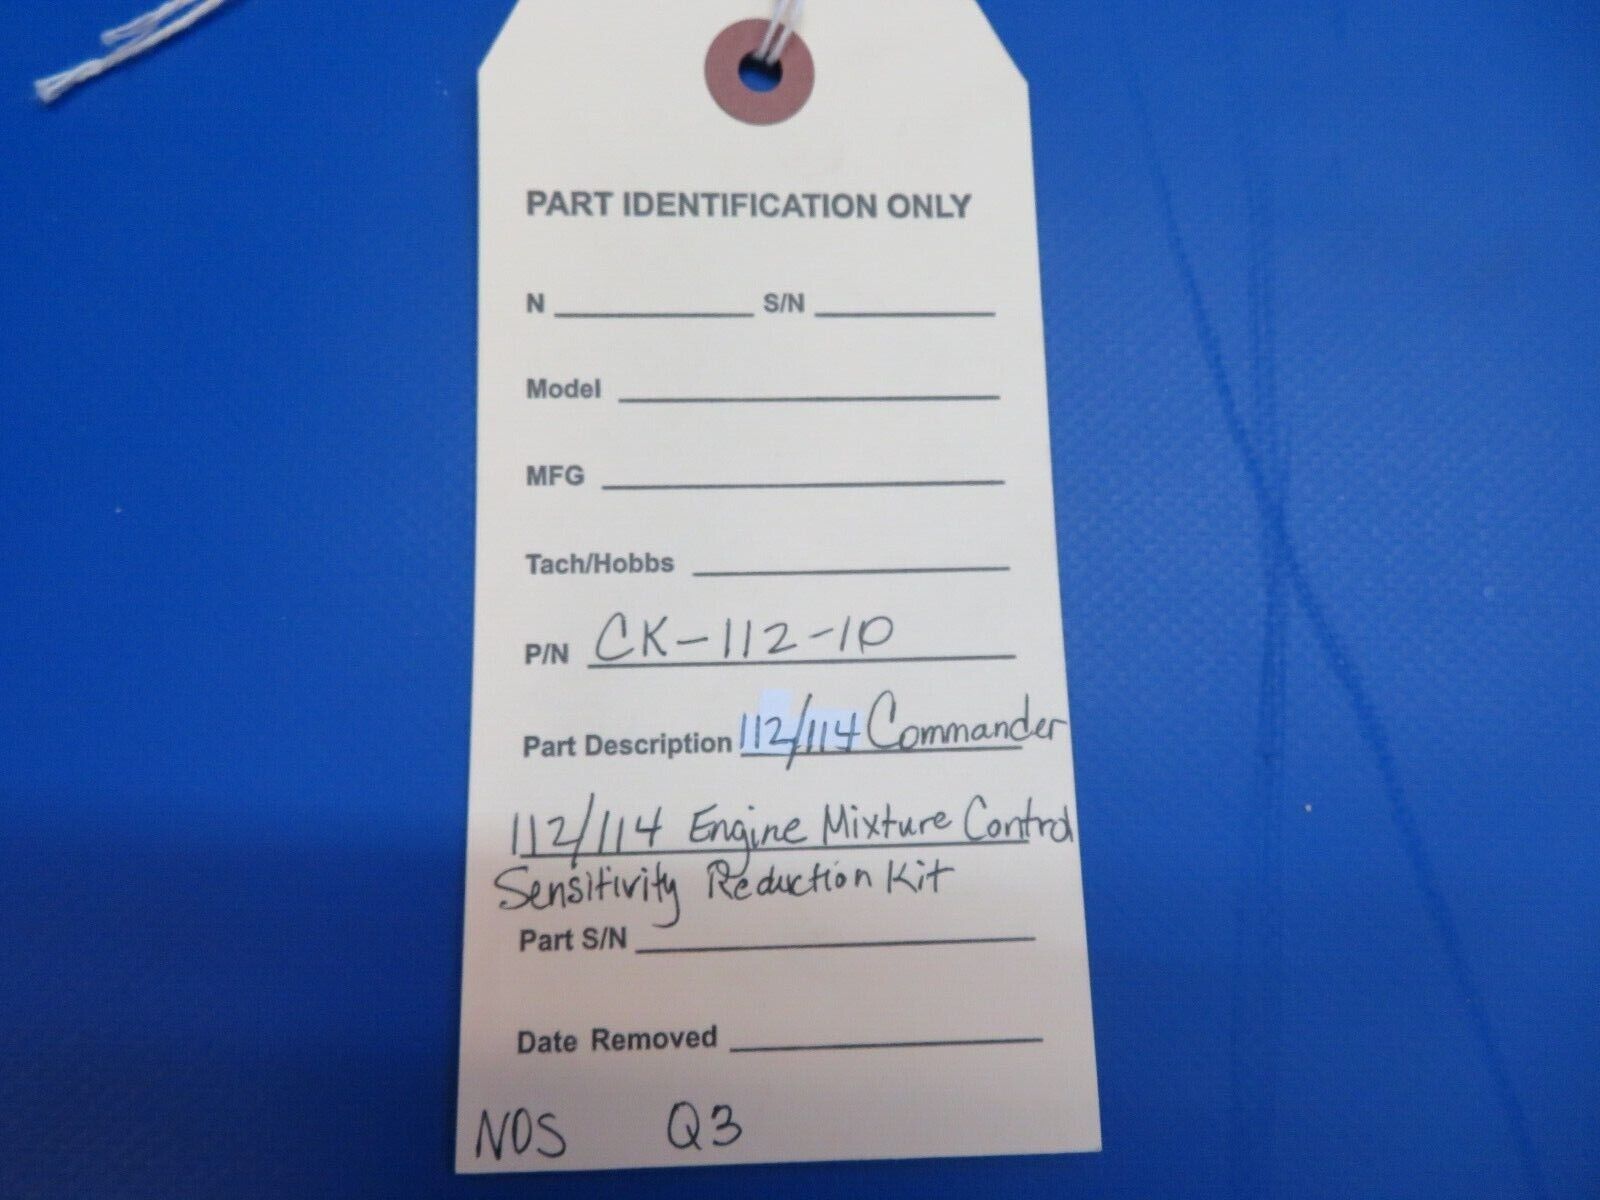 PART IDENTIFICATION ONLY
N S/N
Model
MFG
Tach/Hobbs
P/N CK-112-10
Part Description 112/114 Commander
112/114 Engine Mixture Control
Sensitivity Reduction Kit
Part S/N
Date Removed
NOS Q3